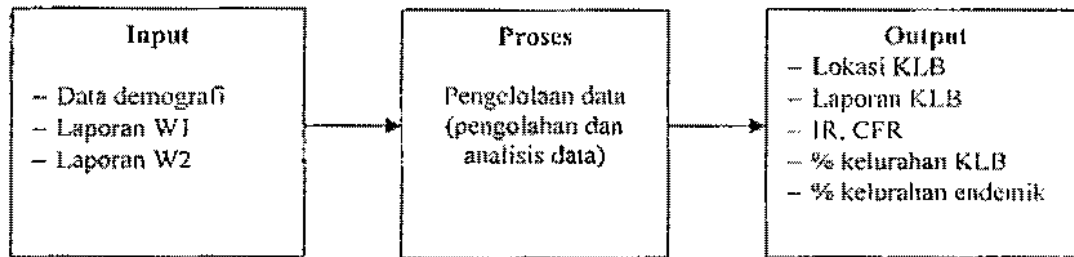 Input
– Data demografi
– Laporan W1
– Laporan W2
Proses
Pengelolaan data
(pengolahan dan
analisis data)
Output
– Lokasi KLB
– Laporan KLB
– IR, CFR
– % kelurahan KLB
– % kelurahan endemik